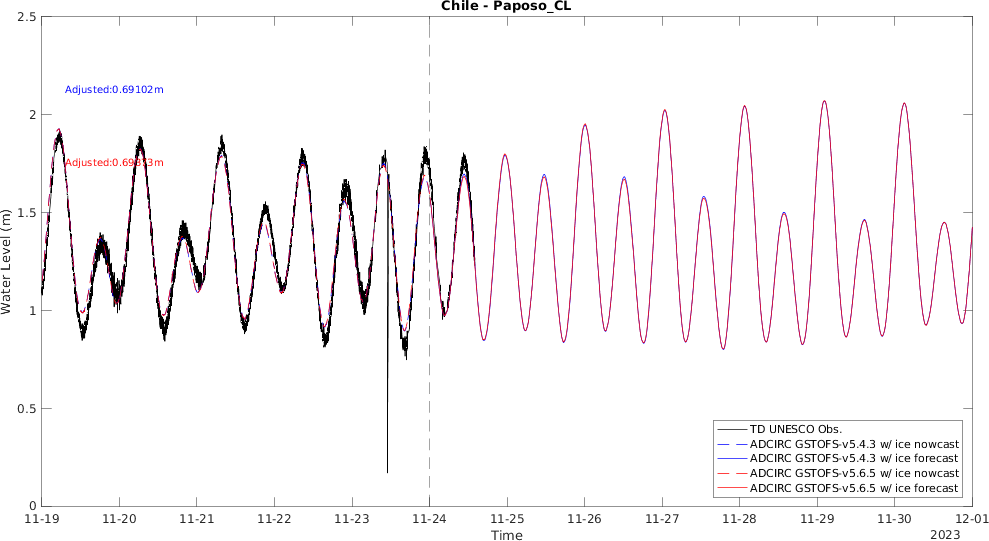 Chile - Paposo_CL
2.5
2
1.5
1
0.5
0
Water Level (m)
Adjusted:0.69102m
11-19
11-20
11-21
11-22
11-23
11-24
11-25
11-26
11-27
11-28
11-29
11-30
12-01
Time
2023
TD UNESCO Obs.
ADCIRC GSTOFS-v5.4.3 w/ ice nowcast
ADCIRC GSTOFS-v5.4.3 w/ ice forecast
ADCIRC GSTOFS-v5.6.5 w/ ice nowcast
ADCIRC GSTOFS-v5.6.5 w/ ice forecast